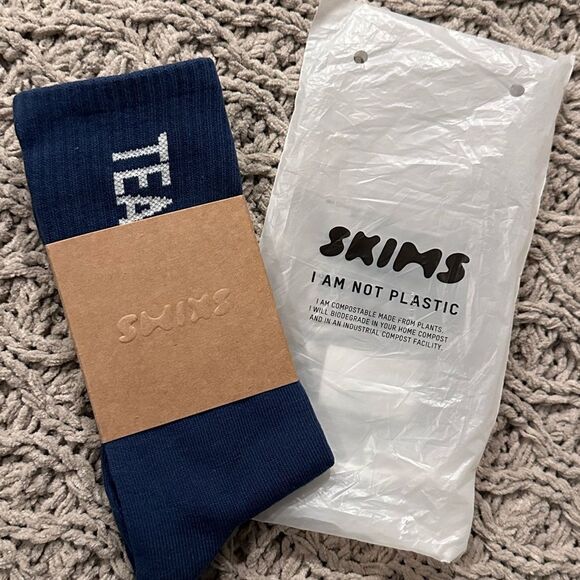 TEA
SKIMS
SKIMS
I AM NOT PLASTIC
I AM COMPOSTABLE MADE FROM PLANTS.
I WILL BIODEGRADE IN YOUR HOME COMPOST
AND IN AN INDUSTRIAL COMPOST FACILITY.